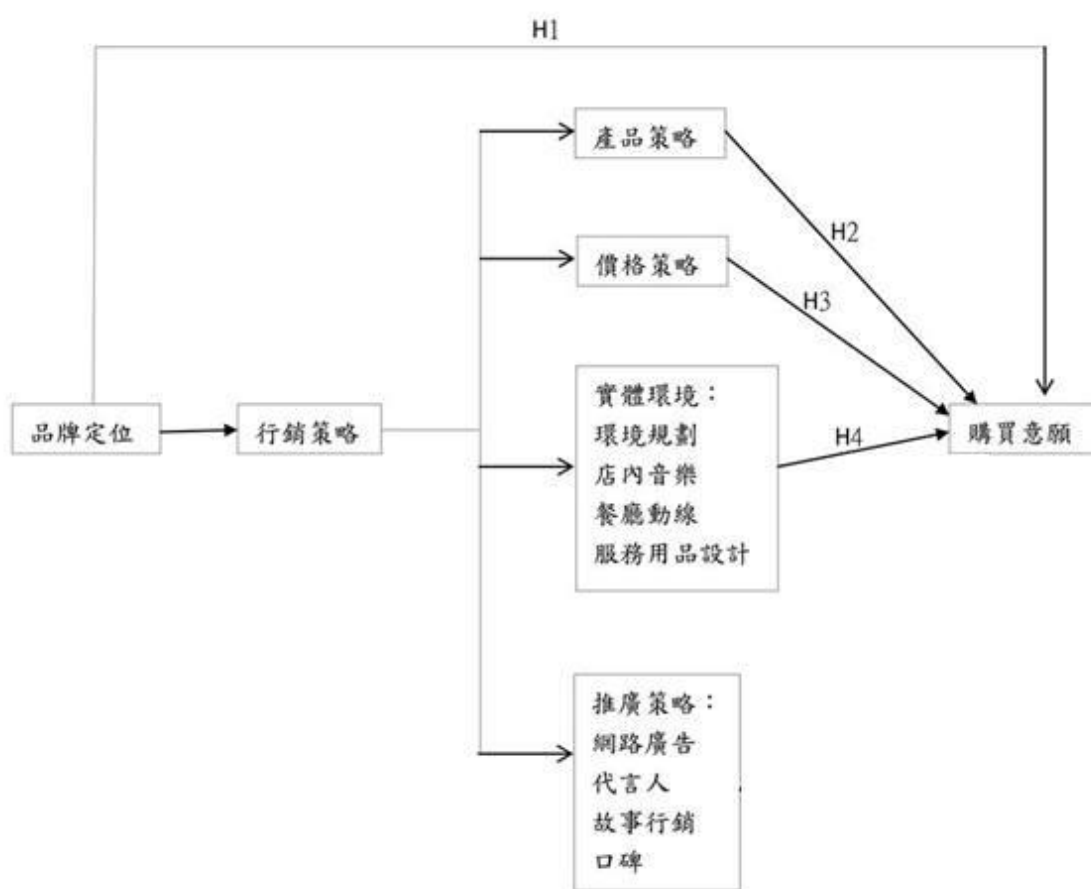 H1
產品策略
H2
價格策略
H3
實體環境：
環境規劃
店內音樂
餐廳動線
服務用品設計
H4
品牌定位
行銷策略
購買意願
推廣策略：
網路廣告
代言人
故事行銷
口碑